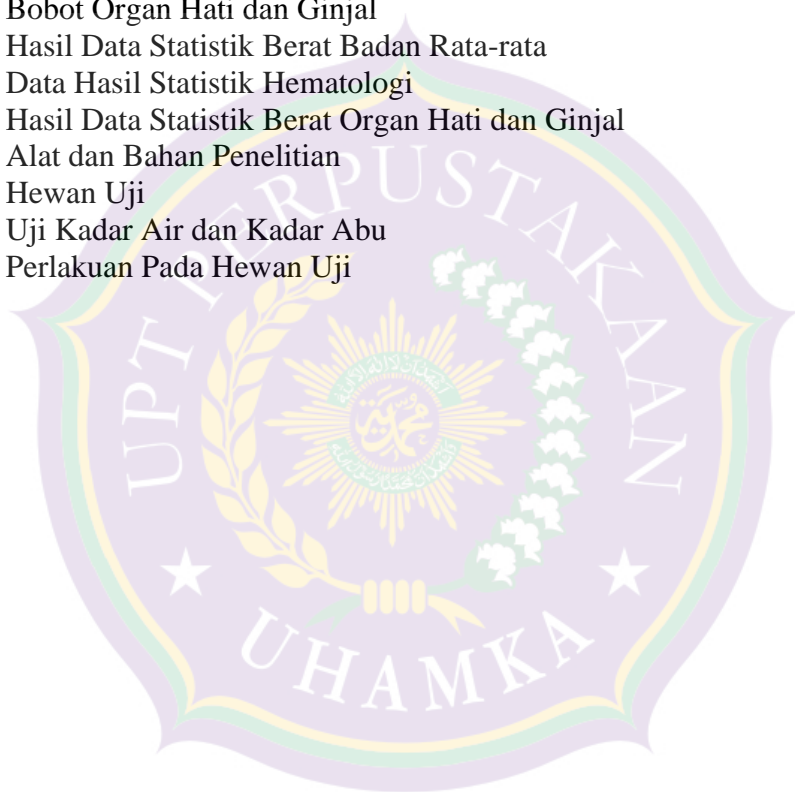 Bobot Organ Hati dan Ginjal
Hasil Data Statistik Berat Badan Rata-rata
Data Hasil Statistik Hematologi
Hasil Data Statistik Berat Organ Hati dan Ginjal
Alat dan Bahan Penelitian
Hewan Uji
Uji Kadar Air dan Kadar Abu
Perlakuan Pada Hewan Uji
UPT PERPUSTAKAAN
محمدية
UHAMKA